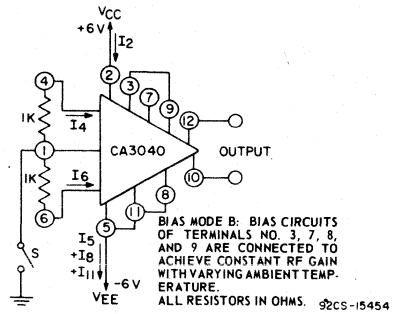 VCC
+6V
I2
2
4
3
7
9
1K
I4
12
1
CA3040
OUTPUT
1K
I6
10
8
6
11
5
S
I5
+I8
+I11
-6V
VEE
BIAS MODE B: BIAS CIRCUITS
OF TERMINALS NO. 3, 7, 8,
AND 9 ARE CONNECTED TO
ACHIEVE CONSTANT RF GAIN
WITH VARYING AMBIENT TEMP-
ERATURE.
ALL RESISTORS IN OHMS.
92CS-15454